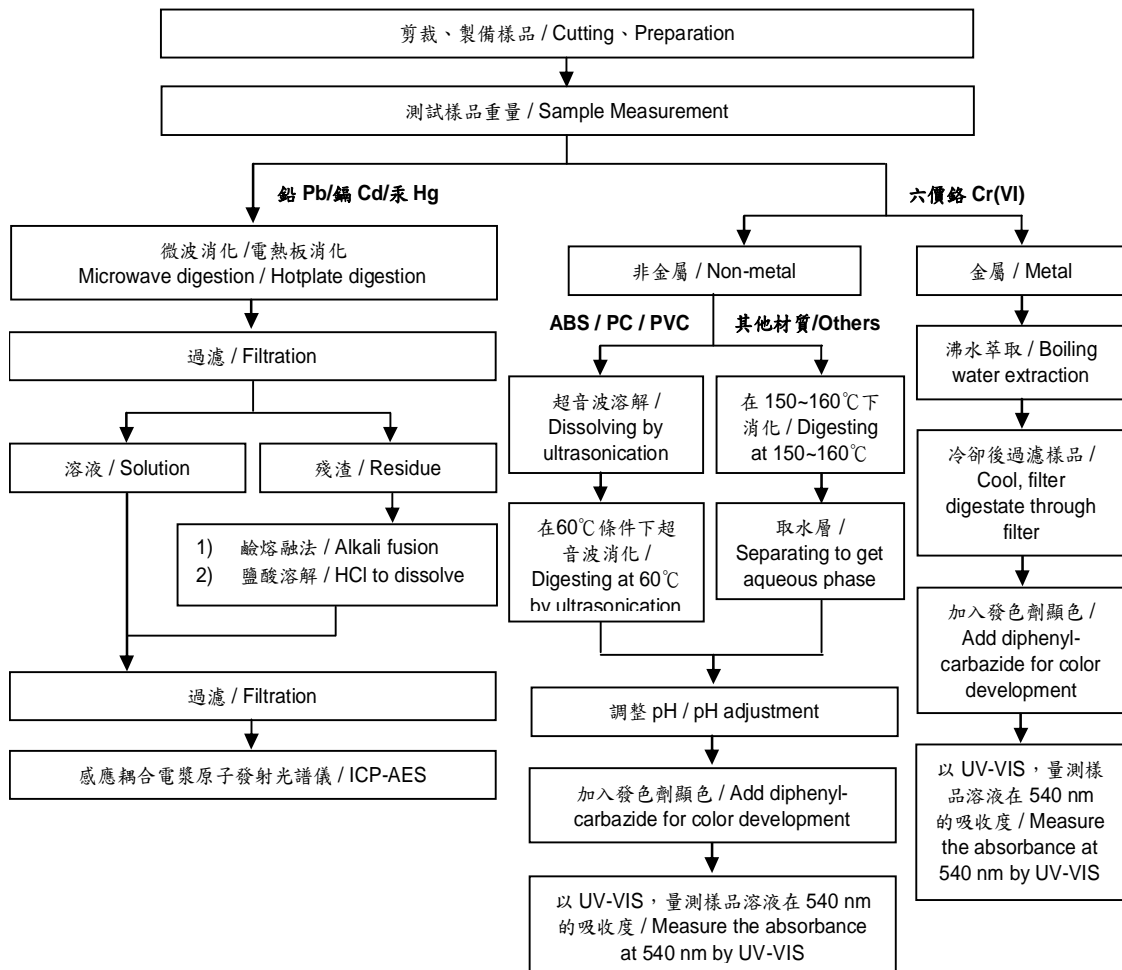 剪裁、製備樣品 / Cutting、Preparation
測試樣品重量 / Sample Measurement
鉛 Pb/鎘 Cd/汞 Hg
六價鉻 Cr(VI)
微波消化 /電熱板消化
Microwave digestion / Hotplate digestion
非金屬 / Non-metal
金屬 / Metal
過濾 / Filtration
ABS / PC / PVC
其他材質/Others
沸水萃取 / Boiling
water extraction
溶液 / Solution
殘渣 / Residue
超音波溶解 /
Dissolving by
ultrasonication
在 150~160℃下
消化 / Digesting
at 150~160℃
冷卻後過濾樣品 /
Cool, filter
digestate through
filter
1) 鹼熔融法 / Alkali fusion
2) 鹽酸溶解 / HCl to dissolve
在60℃條件下超
音波消化 /
Digesting at 60℃
by ultrasonication
取水層 /
Separating to get
aqueous phase
加入發色劑顯色 /
Add diphenyl-
carbazide for color
development
過濾 / Filtration
調整 pH / pH adjustment
感應耦合電漿原子發射光譜儀 / ICP-AES
加入發色劑顯色 / Add diphenyl-
carbazide for color development
以 UV-VIS，量測樣
品溶液在 540 nm
的吸收度 / Measure
the absorbance at
540 nm by UV-VIS
以 UV-VIS，量測樣品溶液在 540 nm
的吸收度 / Measure the absorbance
at 540 nm by UV-VIS